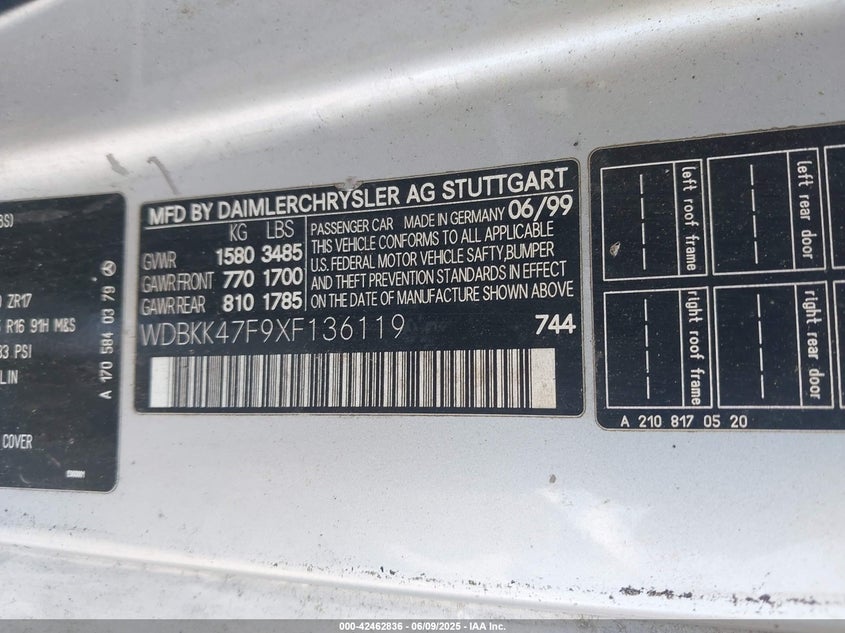 MFD BY DAIMLERCHRYSLER AG STUTTGART
KG LBS
GVWR 1580 3485
GAWR FRONT 770 1700
GAWR REAR 810 1785
PASSENGER CAR MADE IN GERMANY 06/99
THIS VEHICLE CONFORMS TO ALL APPLICABLE
U.S. FEDERAL MOTOR VEHICLE SAFTY,BUMPER
AND THEFT PREVENTION STANDARDS IN EFFECT
ON THE DATE OF MANUFACTURE SHOWN ABOVE
WDBKK47F9XF136119
744
ZR17
R16 91H M&S
PSI
COVER
A 170 584 03 79
left roof frame
left rear door
right roof frame
right rear door
A 210 817 05 20
000-42462836 - 06/09/2025 - IAA Inc.